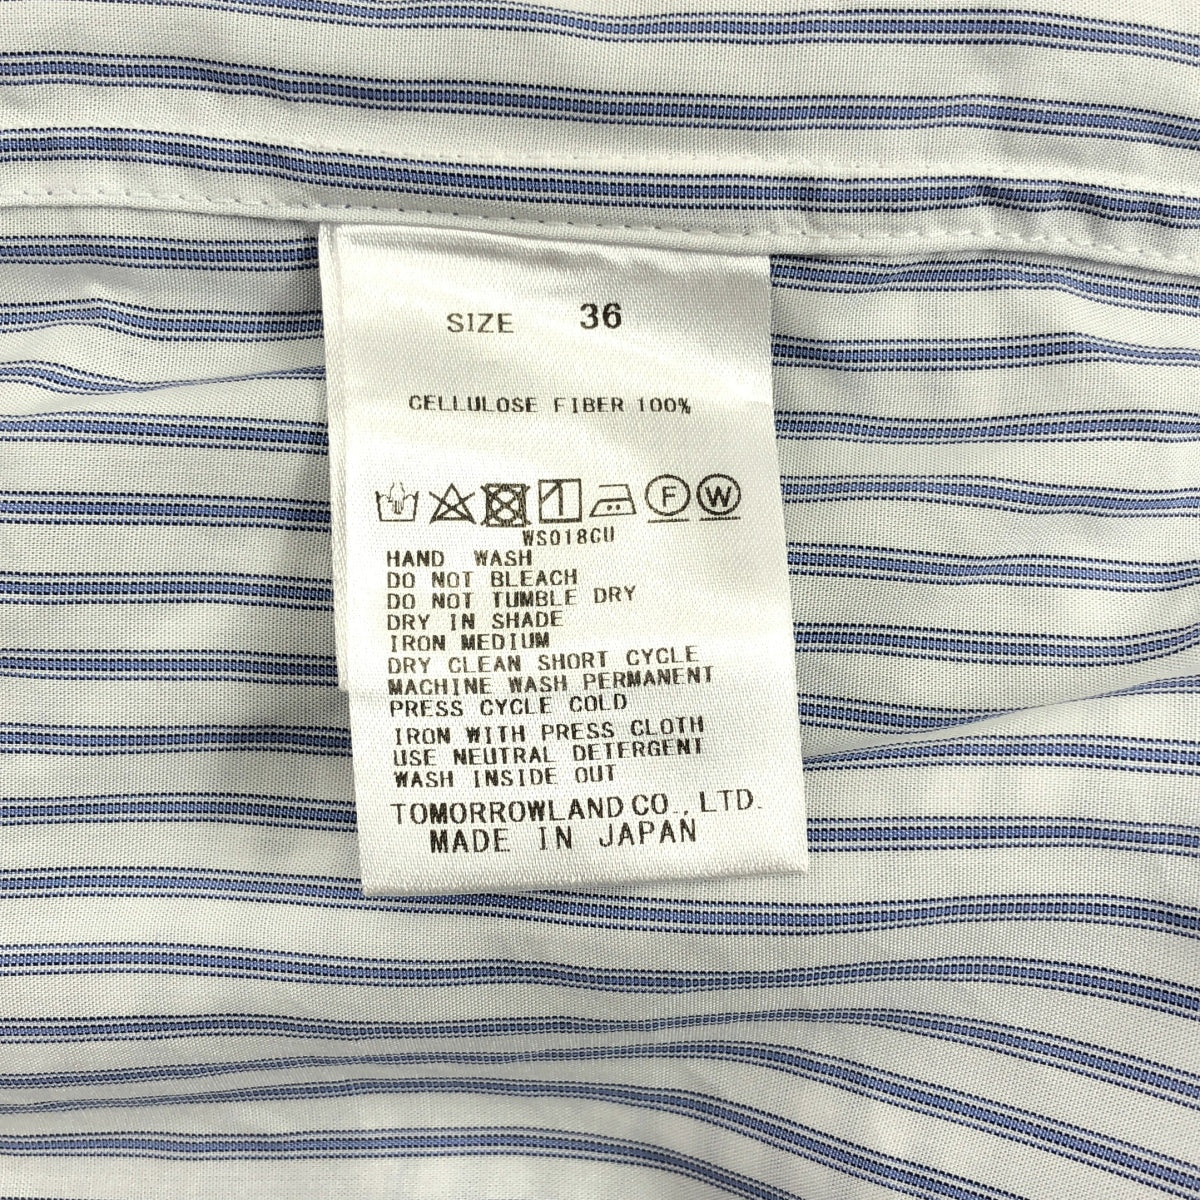 SIZE 36
CELLULOSE FIBER 100%
F W
WS018CU
HAND WASH
DO NOT BLEACH
DO NOT TUMBLE DRY
DRY IN SHADE
IRON MEDIUM
DRY CLEAN SHORT CYCLE
MACHINE WASH PERMANENT
PRESS CYCLE COLD
IRON WITH PRESS CLOTH
USE NEUTRAL DETERGENT
WASH INSIDE OUT
TOMORROWLAND CO., LTD.
MADE IN JAPAN